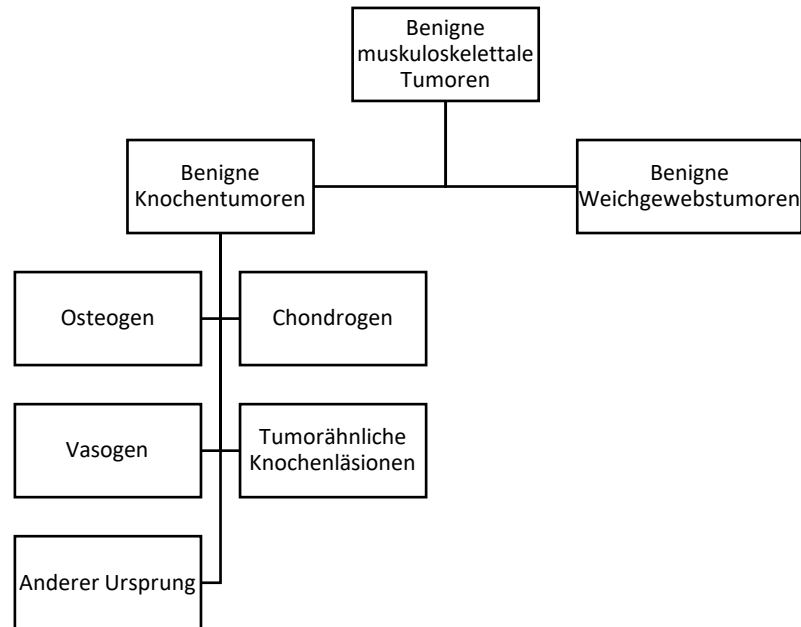 Benigne
muskuloskelettale
Tumoren
Benigne
Knochentumoren
Benigne
Weichgewebstumoren
Osteogen
Chondrogen
Vasogen
Tumorähnliche
Knochenläsionen
Anderer Ursprung